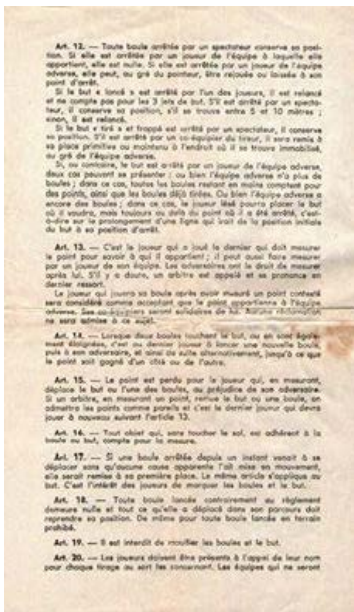 Art. 12. — Toute boule arrêtée par un spectateur conserve sa posi-
tion. Si elle est arrêtée par un joueur de l'équipe à laquelle elle
appartient, elle est nulle. Si elle est arrêtée par un joueur de l'équipe
adverse, elle peut, au gré du pointeur, être rejouée ou laissée à son
point d'arrêt.
Si le but « lancé » est arrêté par l'un des joueurs, il est relancé
et ne compte pas pour les 3 jets de but. S'il est arrêté par un specta-
teur, il conserve sa position, s'il se trouve entre 5 et 10 mètres ;
sinon, il est relancé.
Si le but « tiré » et frappé est arrêté par un spectateur, il conserve
sa position. S'il est arrêté par un co-équipier du tireur, il sera remis à
sa place primitive ou maintenu à l'endroit où il se trouve immobilisé,
au gré de l'équipe adverse.
Si, au contraire, le but est arrêté par un joueur de l'équipe adverse,
deux cas peuvent se présenter : ou bien l'équipe adverse n'a plus de
boules ; dans ce cas, toutes les boules restant en mains comptent pour
des points, ainsi que les boules déjà tirées. Ou bien l'équipe adverse a
encore des boules ; dans ce cas, le joueur lésé pourra placer le but
où il voudra, mais toujours au delà du point où il a été arrêté, c'est-
à-dire sur le prolongement d'une ligne qui irait de la position initiale
du but à sa position d'arrêt.
Art. 13. — C'est le joueur qui a joué le dernier qui doit mesurer
le point pour savoir à qui il appartient ; il peut aussi faire mesurer
par un joueur de son équipe. Les adversaires ont le droit de mesurer
après lui. S'il y a doute, un arbitre est appelé et se prononce en
dernier ressort.
Le joueur qui jouera sa boule après avoir mesuré un point contesté
sera considéré comme acceptant que le point appartienne à l'équipe
adverse. Ses co-équipiers seront solidaires de lui. Aucune réclamation
ne sera admise à ce sujet.
Art. 14. — Lorsque deux boules touchent le but, ou en sont égale-
ment éloignées, c'est au dernier joueur à lancer une nouvelle boule,
puis à son adversaire, et ainsi de suite alternativement, jusqu'à ce que
le point soit gagné d'un côté ou de l'autre.
Art. 15. — Le point est perdu pour le joueur qui, en mesurant,
déplace le but ou l'une des boules, au préjudice de son adversaire.
Si un arbitre, en mesurant un point, remue le but ou une boule, on
admettra les points comme pareils et c'est le dernier joueur qui devra
jouer à nouveau suivant l'article 13.
Art. 16. — Tout objet qui, sans toucher le sol, est adhérent à la
boule ou but, compte pour la mesure.
Art. 17. — Si une boule arrêtée depuis un instant venait à se
déplacer sans qu'aucune cause apparente l'ait mise en mouvement,
elle serait remise à sa première place. Le même article s'applique au
but. C'est l'intérêt des joueurs de marquer les boules et le but.
Art. 18. — Toute boule lancée contrairement au règlement
demeure nulle et tout ce qu'elle a déplacé dans son parcours doit
reprendre sa position. De même pour toute boule lancée en terrain
prohibé.
Art. 19. — Il est interdit de mouiller les boules et le but.
Art. 20. — Les joueurs doivent être présents à l'appel de leur nom
pour chaque tirage au sort les concernant. Les équipes qui ne seront